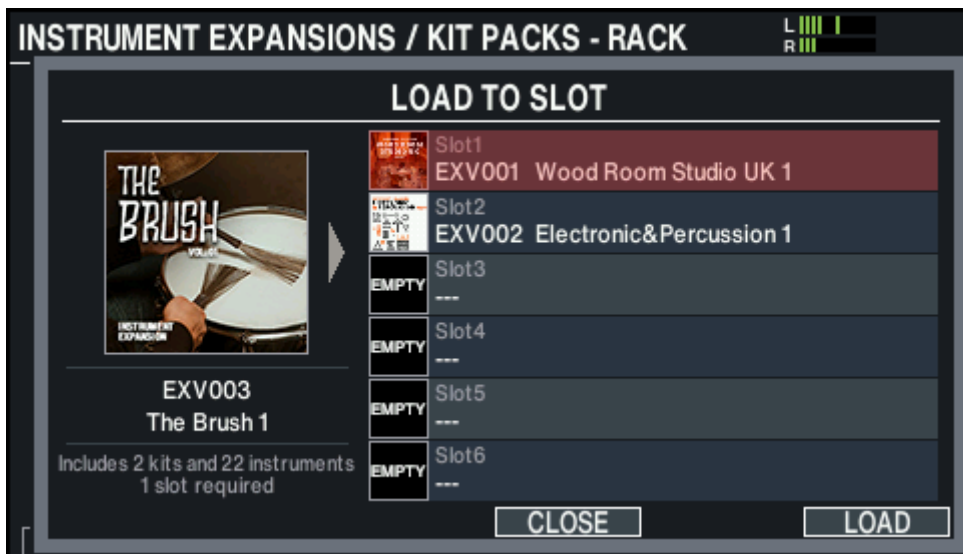 INSTRUMENT EXPANSIONS / KIT PACKS - RACK
L
R
LOAD TO SLOT
THE
BRUSH
VOL.01
INSTRUMENT
EXPANSION
EXV003
The Brush 1
Includes 2 kits and 22 instruments
1 slot required
Slot1
EXV001 Wood Room Studio UK 1
Slot2
EXV002 Electronic&Percussion 1
EMPTY
Slot3
---
EMPTY
Slot4
---
EMPTY
Slot5
---
EMPTY
Slot6
---
CLOSE
LOAD